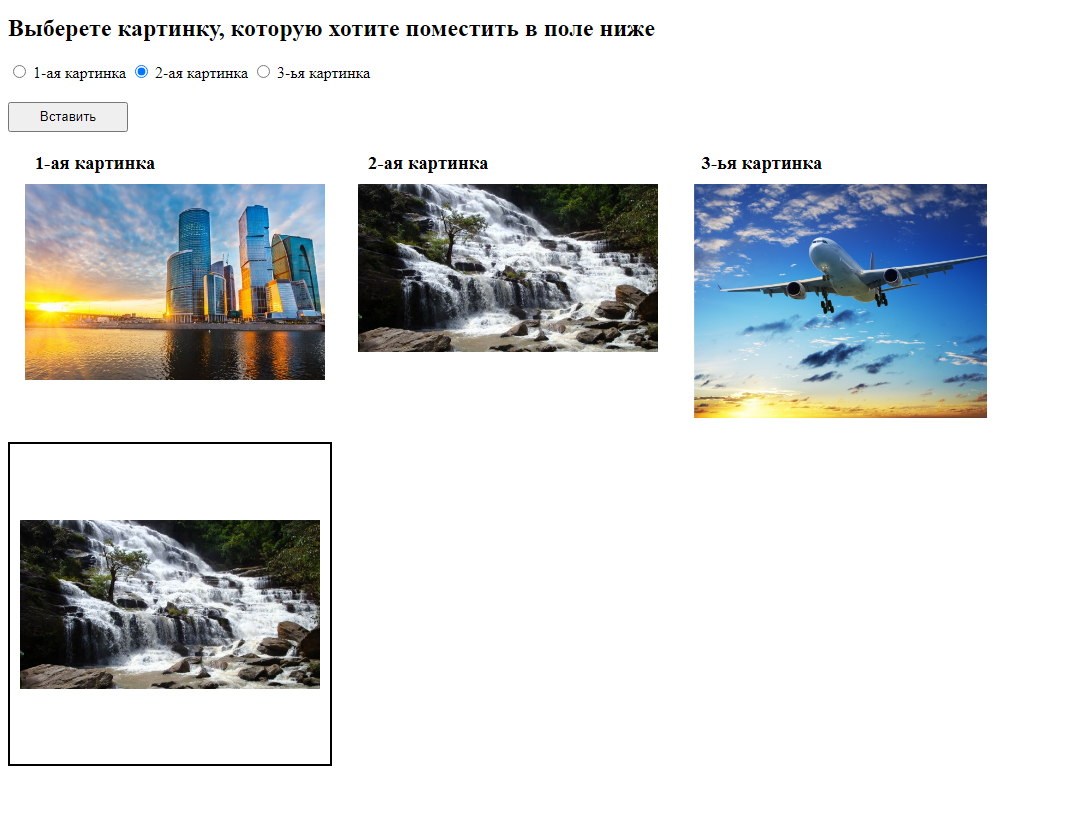 Выберете картинку, которую хотите поместить в поле ниже
1-ая картинка 2-ая картинка 3-ья картинка
Вставить
1-ая картинка 2-ая картинка 3-ья картинка